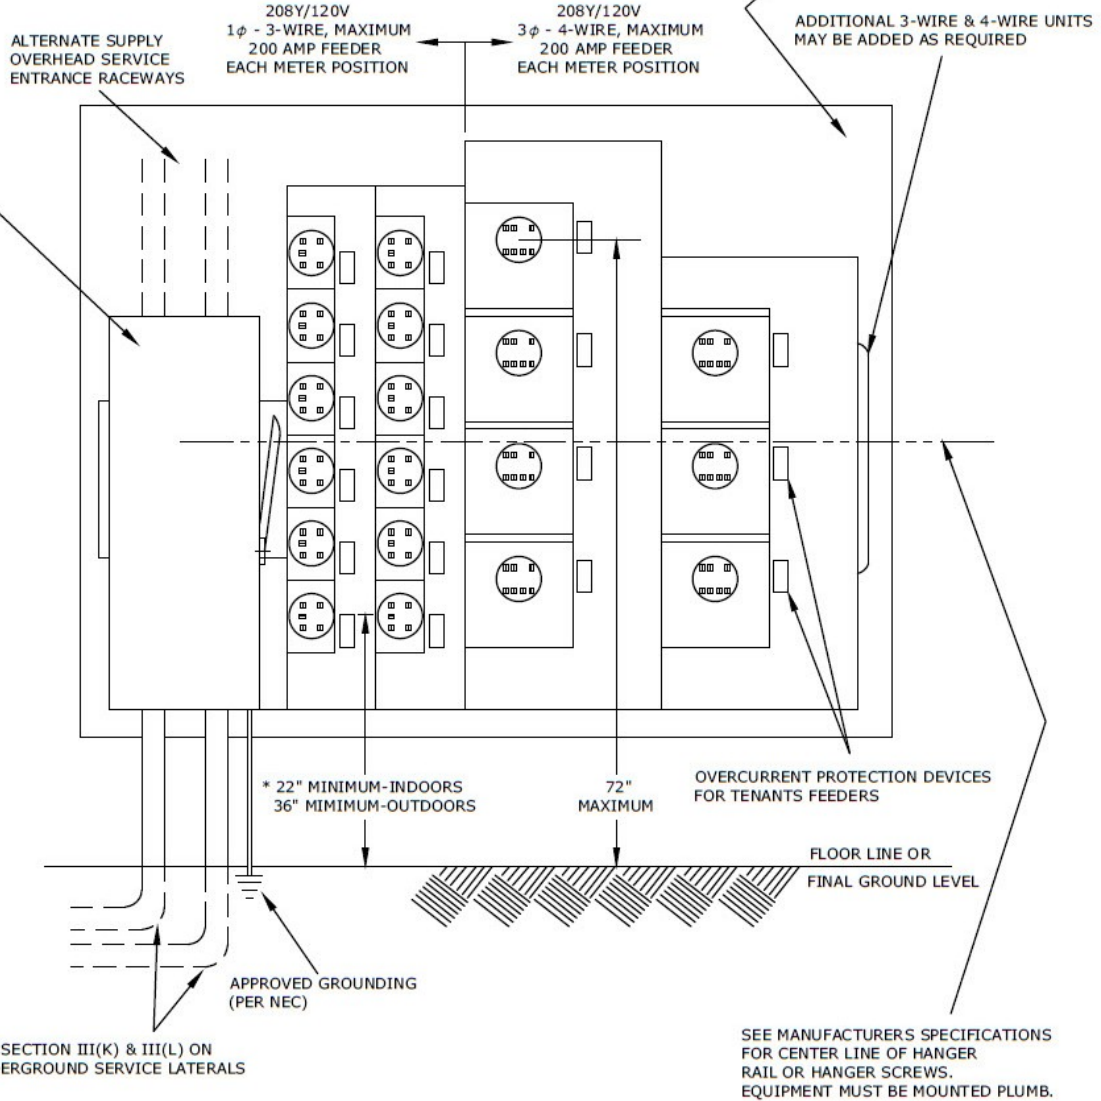 208Y/120V
1ϕ - 3-WIRE, MAXIMUM
200 AMP FEEDER
EACH METER POSITION
208Y/120V
3ϕ - 4-WIRE, MAXIMUM
200 AMP FEEDER
EACH METER POSITION
ADDITIONAL 3-WIRE & 4-WIRE UNITS
MAY BE ADDED AS REQUIRED
ALTERNATE SUPPLY
OVERHEAD SERVICE
ENTRANCE RACEWAYS
* 22" MINIMUM-INDOORS
36" MIMIMUM-OUTDOORS
72"
MAXIMUM
OVERCURRENT PROTECTION DEVICES
FOR TENANTS FEEDERS
FLOOR LINE OR
FINAL GROUND LEVEL
APPROVED GROUNDING
(PER NEC)
SECTION III(K) & III(L) ON
ERGROUND SERVICE LATERALS
SEE MANUFACTURERS SPECIFICATIONS
FOR CENTER LINE OF HANGER
RAIL OR HANGER SCREWS.
EQUIPMENT MUST BE MOUNTED PLUMB.